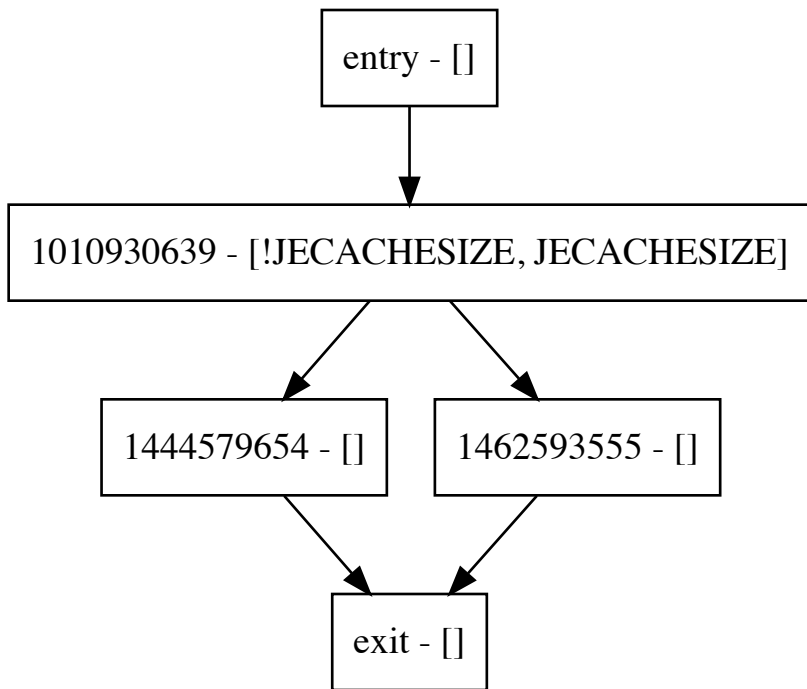 entry - []
1010930639 - [!JECACHESIZE, JECACHESIZE]
1444579654 - []
1462593555 - []
exit - []